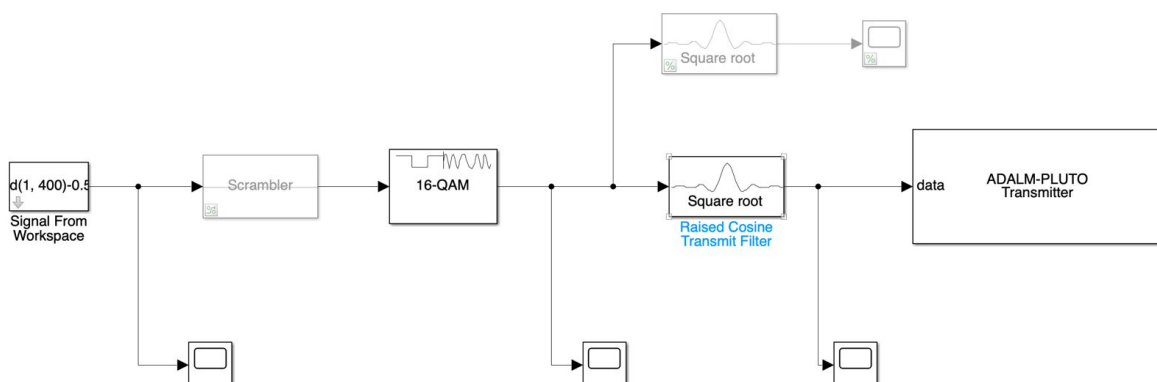 Square root
d(1, 400)-0.5
Signal From
Workspace
Scrambler
16-QAM
Square root
Raised Cosine
Transmit Filter
data
ADALM-PLUTO
Transmitter